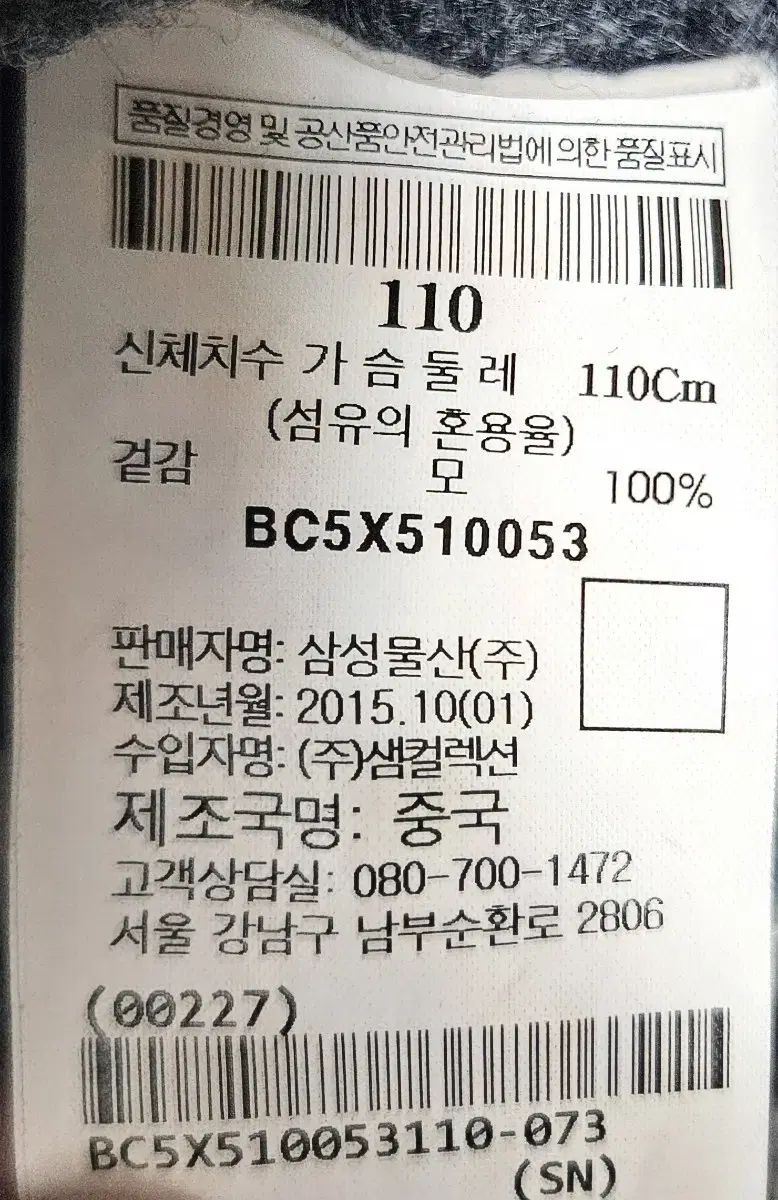 품질경영 및 공산품안전관리법에 의한 품질표시
110
신체치수 가 슴 둘 레 110Cm
(섬유의 혼용율)
겉감 모 100%
BC5X510053
판매자명: 삼성물산(주)
제조년월: 2015.10(01)
수입자명: (주)샘컬렉션
제조국명: 중국
고객상담실: 080-700-1472
서울 강남구 남부순환로 2806
(00227)
BC5X510053110-073
(SN)